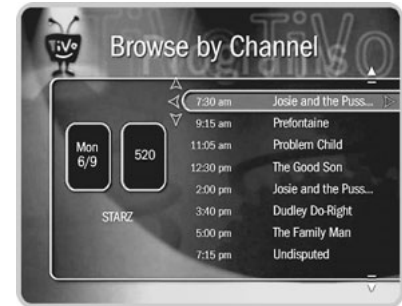 TiVo
Browse by Channel
7:30 am Josie and the Puss...
9:15 am Prefontaine
11:05 am Problem Child
12:30 pm The Good Son
2:00 pm Josie and the Puss...
3:40 pm Dudley Do-Right
5:00 pm The Family Man
7:15 pm Undisputed
Mon
6/9
520
STARZ